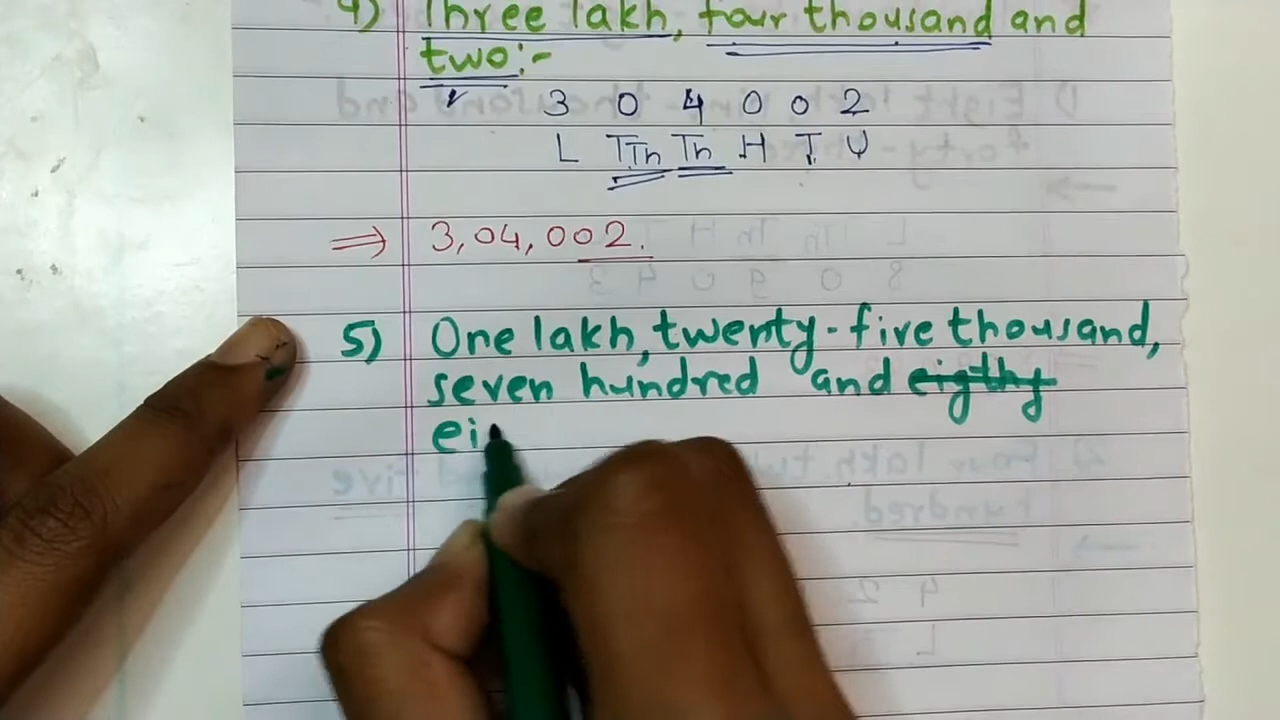 4) Three lakh, four thousand and
two:-
3 0 4 0 0 2
L TTh Th H T U
⇒ 3,04,002.
5) One lakh, twenty-five thousand,
seven hundred and eigthy
ei